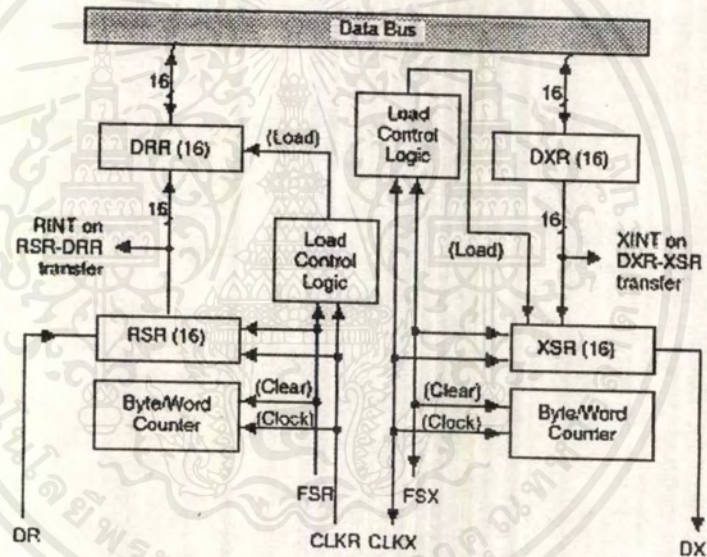 Data Bus
16
16
DRR (16)
(Load)
Load
Control
Logic
DXR (16)
16
16
RINT on
RSR-DRR
transfer
Load
Control
Logic
(Load)
XINT on
DXR-XSR
transfer
RSR (16)
XSR (16)
Byte/Word
Counter
(Clear)
(Clock)
(Clear)
(Clock)
Byte/Word
Counter
FSR
FSX
DR
CLKR
CLKX
DX